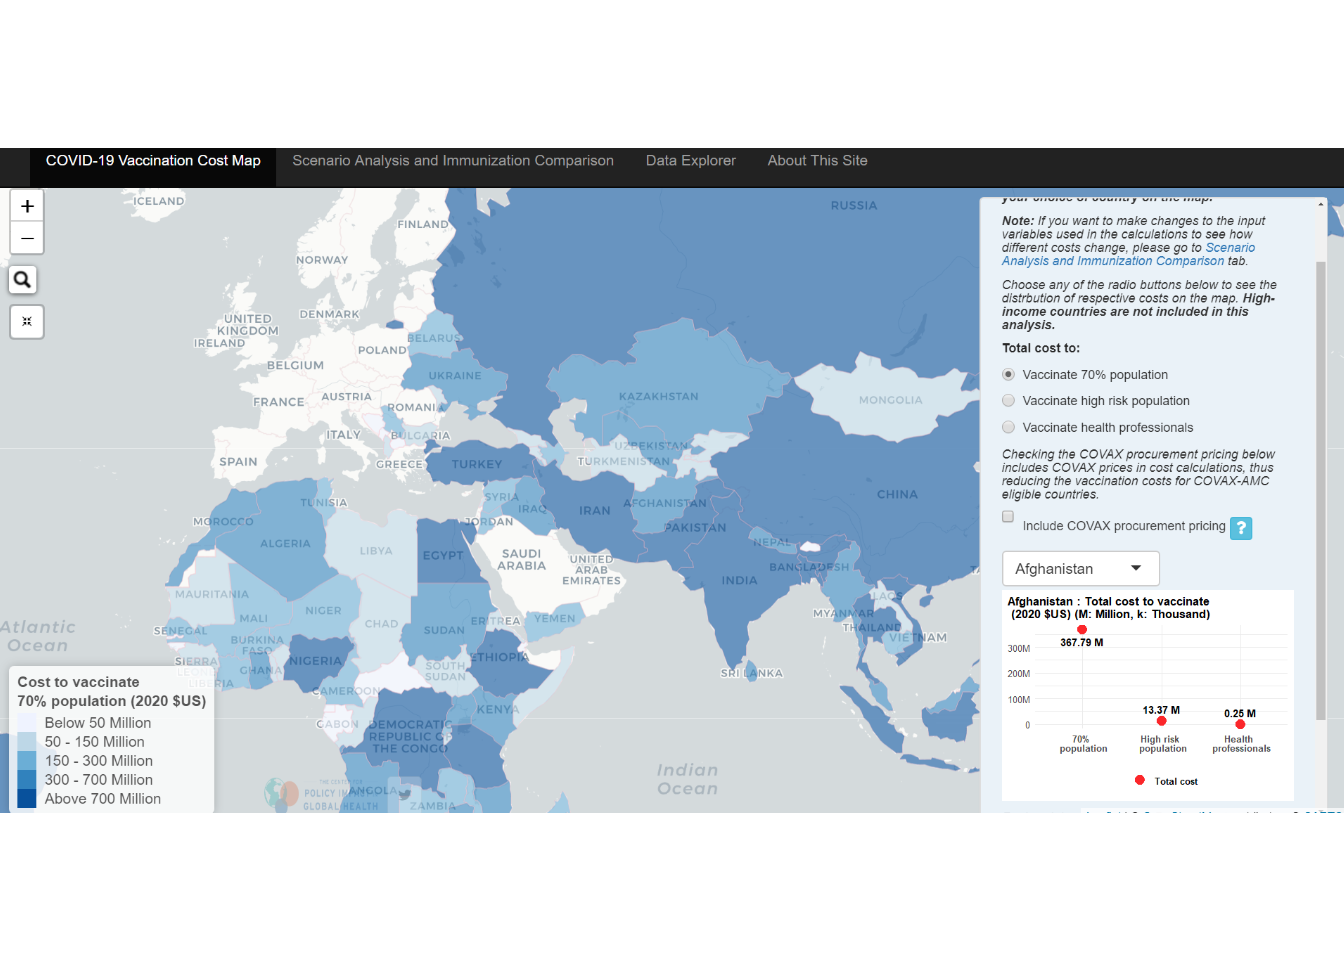 COVID-19 Vaccination Cost Map
Scenario Analysis and Immunization Comparison
Data Explorer
About This Site
+
−
ICELAND
FINLAND
NORWAY
RUSSIA
DENMARK
UNITED
KINGDOM
IRELAND
BELARUS
POLAND
BELGIUM
UKRAINE
FRANCE
AUSTRIA
ROMANI
KAZAKHSTAN
MONGOLIA
ITALY
BULGARIA
UZBEKISTAN
SPAIN
GREECE
TURKEY
TURKMENISTAN
CHINA
TUNISIA
SYRIA
IRAQ
IRAN
AFGHANISTAN
MOROCCO
JORDAN
PAKISTAN
ALGERIA
LIBYA
EGYPT
SAUDI
ARABIA
UNITED
ARAB
EMIRATES
NEPAL
BANGLADESH
INDIA
MAURITANIA
MALI
NIGER
CHAD
SUDAN
ERITREA
YEMEN
MYANMAR
LAOS
THAILAND
VIETNAM
Atlantic
Ocean
SENEGAL
BURKINA
FASO
SIERRA
LEONE
LIBERIA
GHANA
NIGERIA
SOUTH
SUDAN
ETHIOPIA
SRI LANKA
CAMEROON
GABON
DEMOCRATIC
REPUBLIC OF
THE CONGO
KENYA
Indian
Ocean
ANGOLA
ZAMBIA
THE CENTER FOR
POLICY IMPACT IN
GLOBAL HEALTH
Cost to vaccinate
70% population (2020 $US)
Below 50 Million
50 - 150 Million
150 - 300 Million
300 - 700 Million
Above 700 Million
your choice of country on the map.
Note: If you want to make changes to the input
variables used in the calculations to see how
different costs change, please go to Scenario
Analysis and Immunization Comparison tab.
Choose any of the radio buttons below to see the
distrbution of respective costs on the map. High-
income countries are not included in this
analysis.
Total cost to:
Vaccinate 70% population
Vaccinate high risk population
Vaccinate health professionals
Checking the COVAX procurement pricing below
includes COVAX prices in cost calculations, thus
reducing the vaccination costs for COVAX-AMC
eligible countries.
Include COVAX procurement pricing ?
Afghanistan
Afghanistan : Total cost to vaccinate
(2020 $US) (M: Million, k: Thousand)
300M
200M
100M
0
367.79 M
13.37 M
0.25 M
70%
population
High risk
population
Health
professionals
Total cost